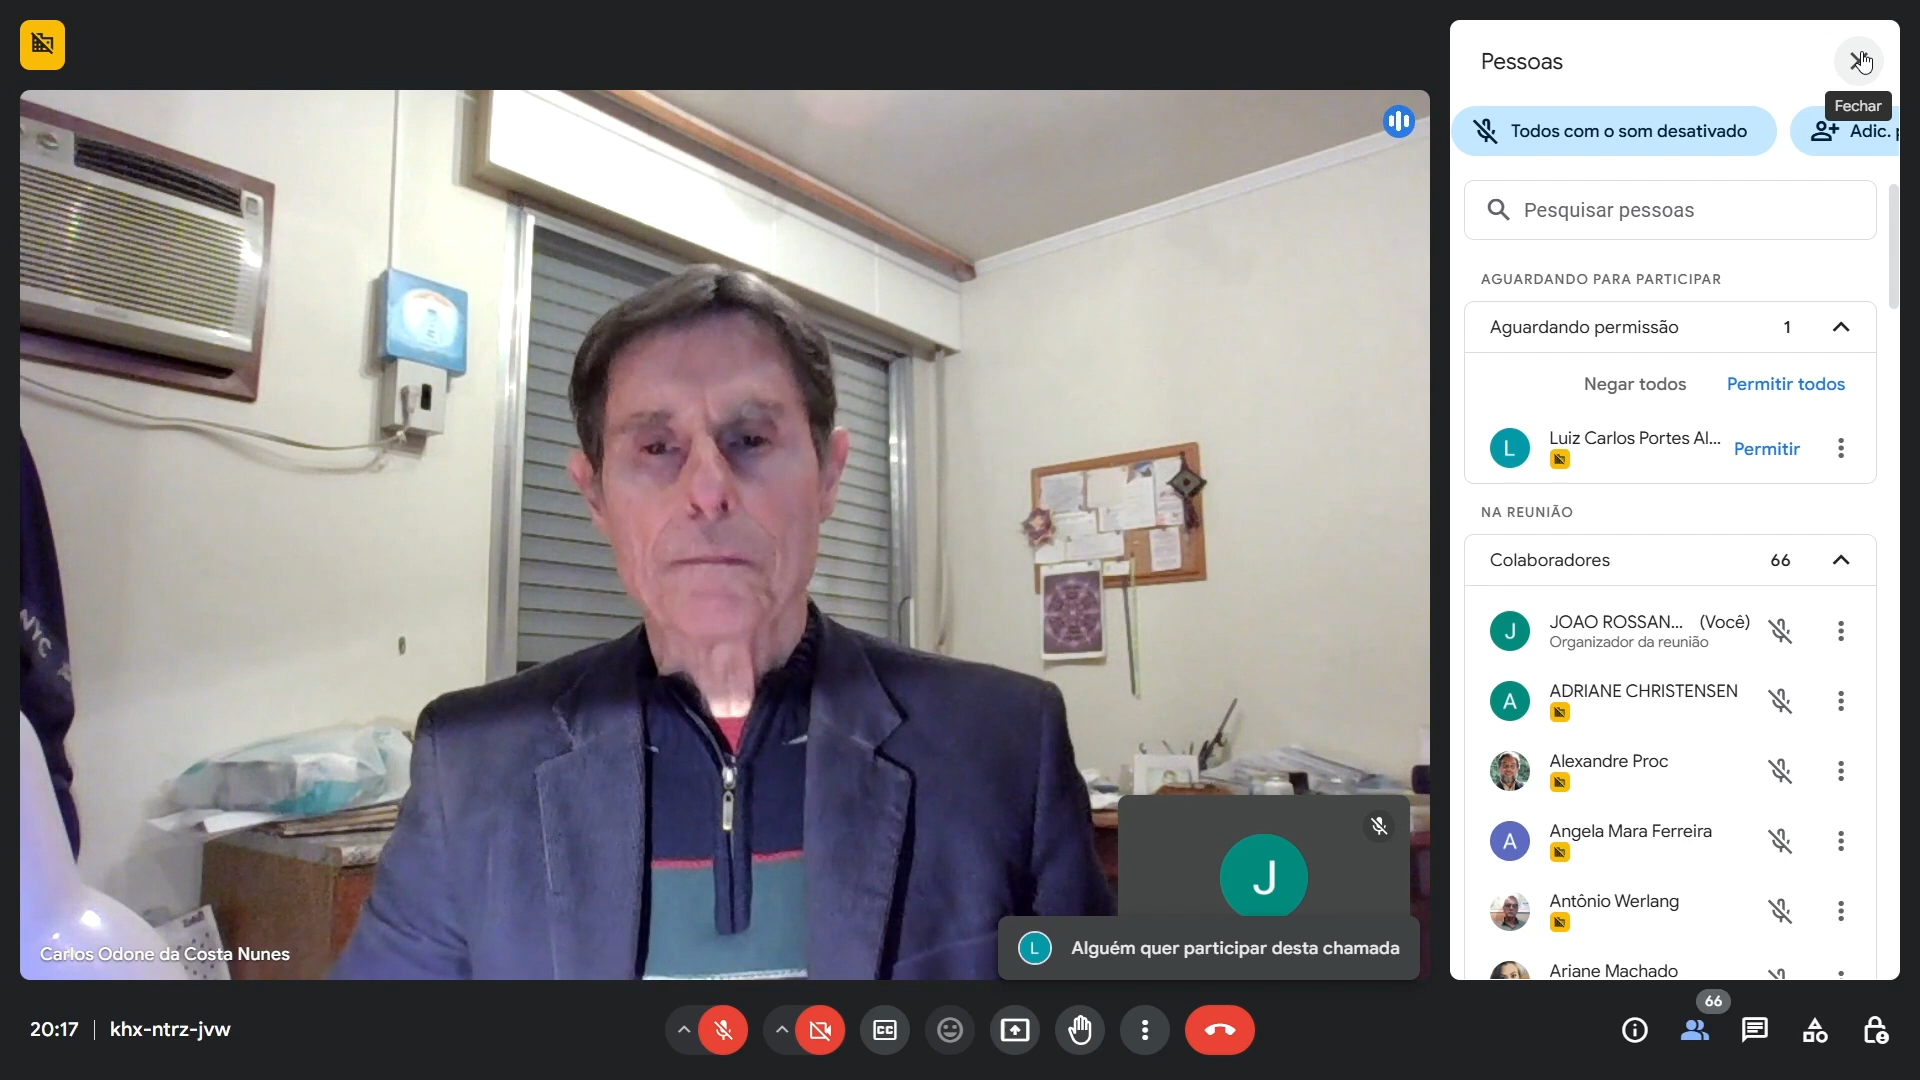 Pessoas
Fechar
Todos com o som desativado
Adic.
Pesquisar pessoas
AGUARDANDO PARA PARTICIPAR
Aguardando permissão 1
Negar todos Permitir todos
L Luiz Carlos Portes Al... Permitir
NA REUNIÃO
Colaboradores 66
J JOAO ROSSAN... (Você)
Organizador da reunião
A ADRIANE CHRISTENSEN
Alexandre Proc
A Angela Mara Ferreira
Antônio Werlang
Ariane Machado
NYC
J
Carlos Odone da Costa Nunes
L Alguém quer participar desta chamada
20:17 khx-ntrz-jvw
CC
66